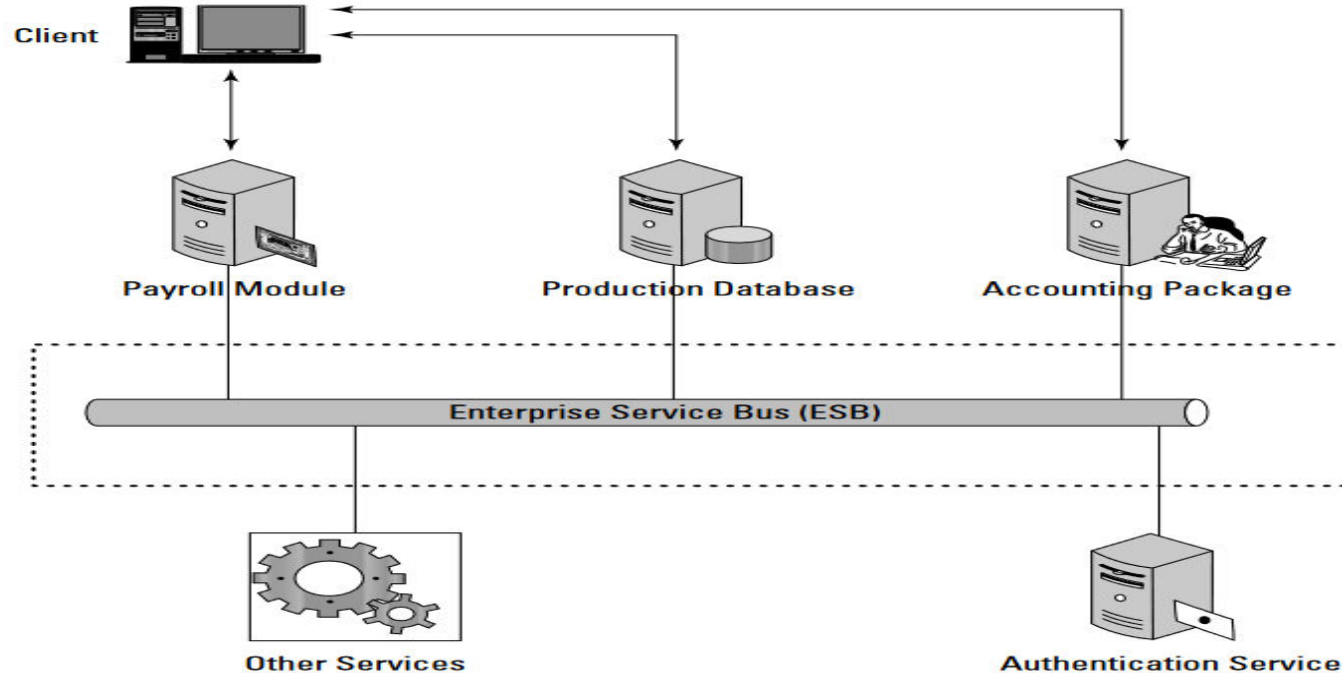 Client
Payroll Module
Production Database
Accounting Package
Enterprise Service Bus (ESB)
Other Services
Authentication Service